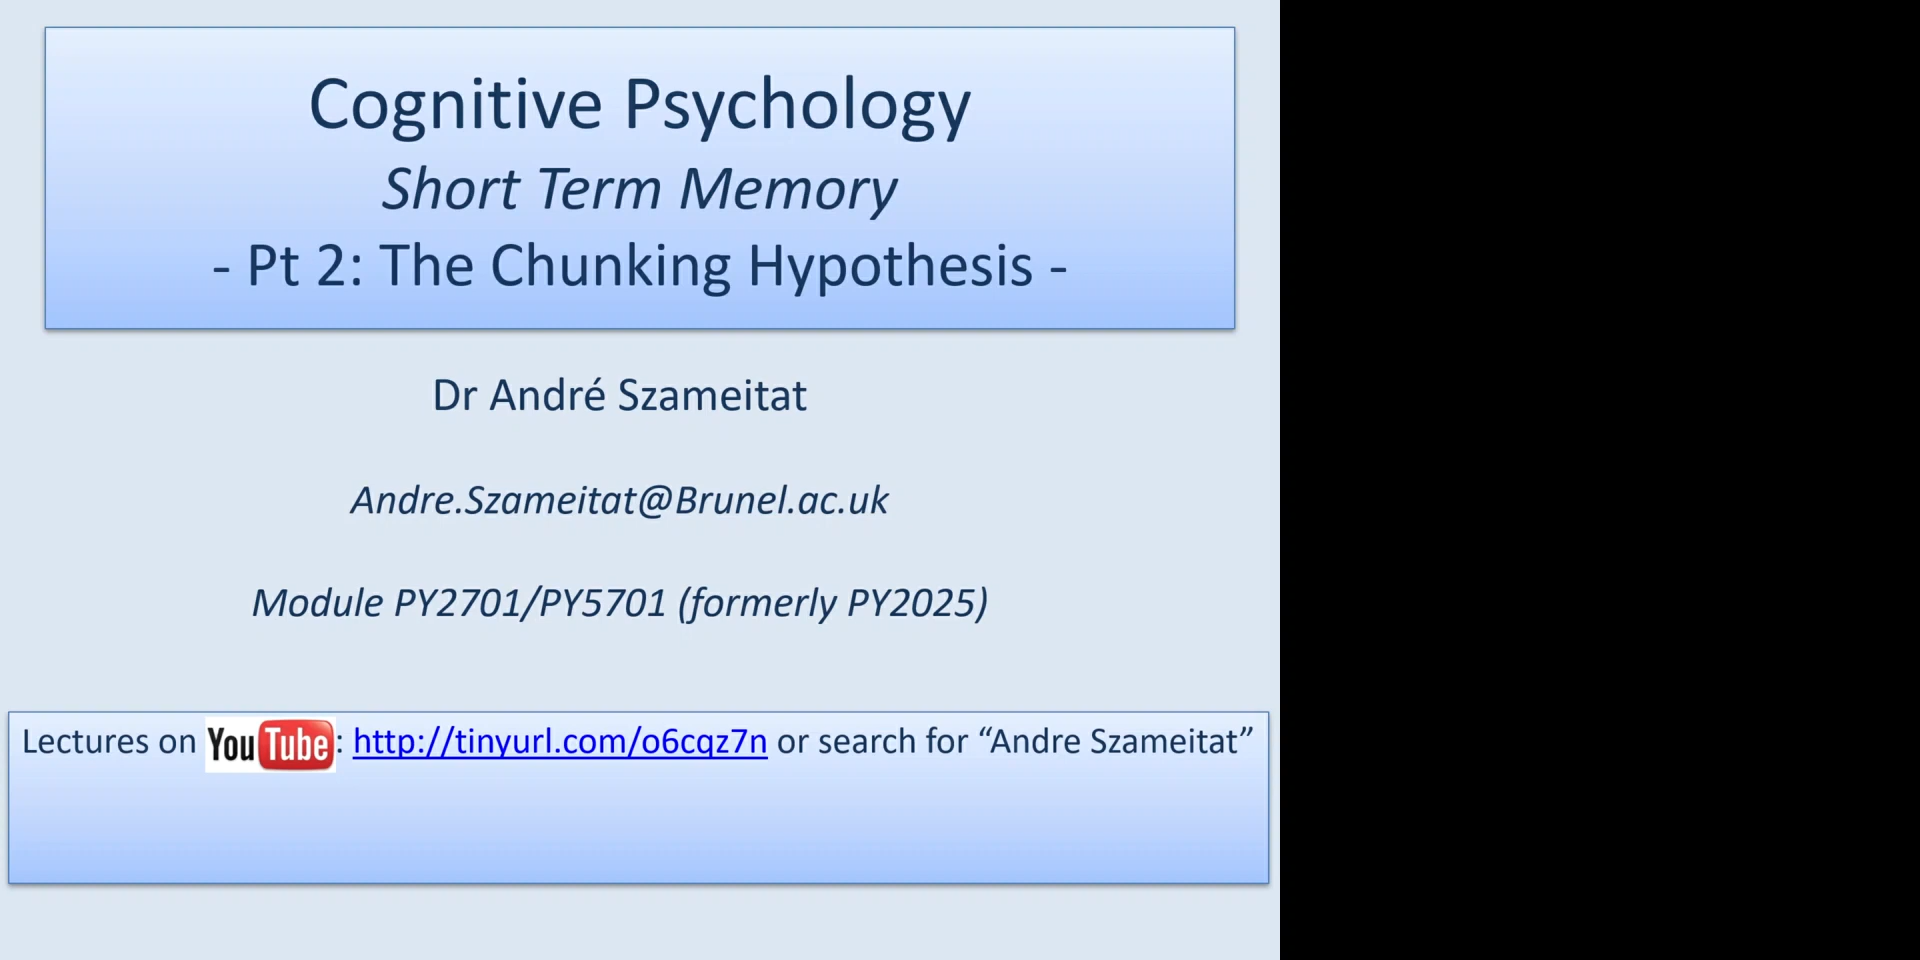 Cognitive Psychology
Short Term Memory
- Pt 2: The Chunking Hypothesis -
Dr André Szameitat
Andre.Szameitat@Brunel.ac.uk
Module PY2701/PY5701 (formerly PY2025)
Lectures on YouTube: http://tinyurl.com/o6cqz7n or search for “Andre Szameitat”